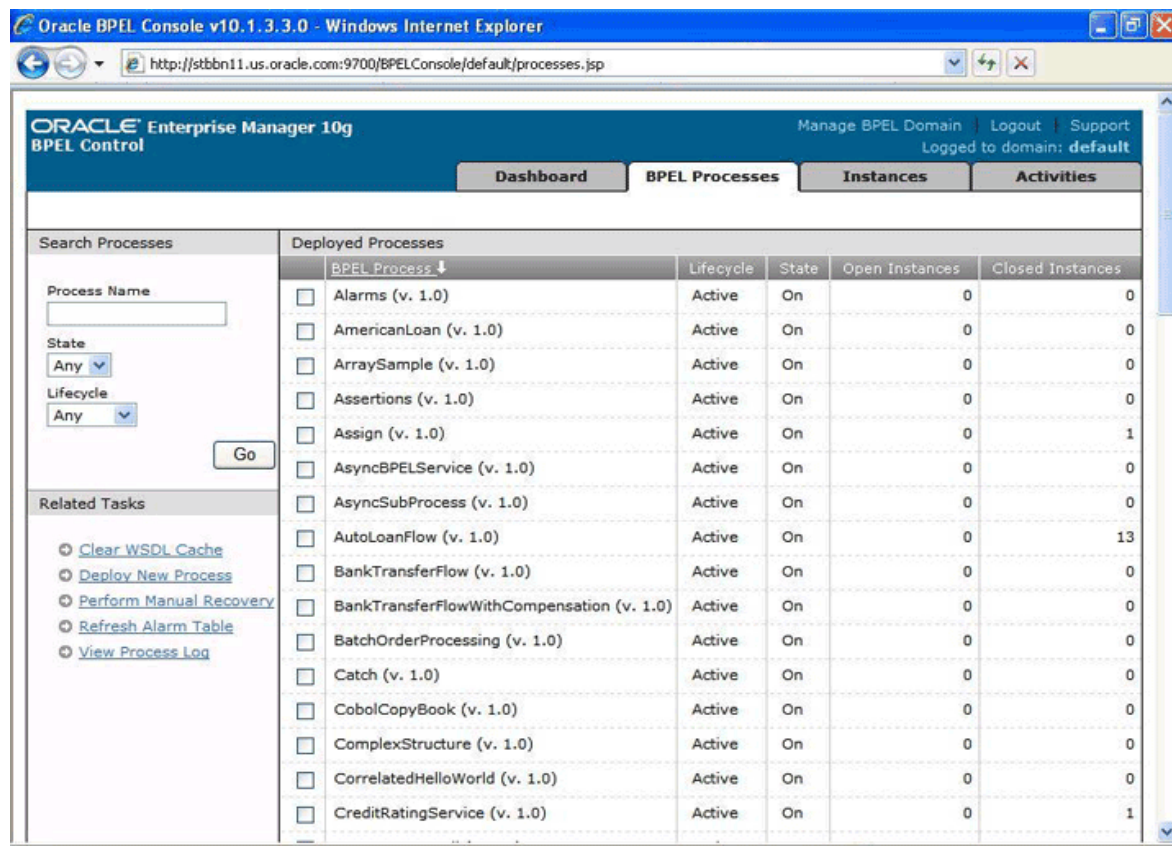 Oracle BPEL Console v10.1.3.3.0 - Windows Internet Explorer
http://stbbn11.us.oracle.com:9700/BPELConsole/default/processes.jsp
ORACLE Enterprise Manager 10g
BPEL Control
Manage BPEL Domain | Logout | Support
Logged to domain: default
Dashboard BPEL Processes Instances Activities
Search Processes
Process Name
State
Any
Lifecycle
Any
Go
Related Tasks
Clear WSDL Cache
Deploy New Process
Perform Manual Recovery
Refresh Alarm Table
View Process Log
Deployed Processes
BPEL Process Lifecycle State Open Instances Closed Instances
Alarms (v. 1.0) Active On 0 0
AmericanLoan (v. 1.0) Active On 0 0
ArraySample (v. 1.0) Active On 0 0
Assertions (v. 1.0) Active On 0 0
Assign (v. 1.0) Active On 0 1
AsyncBPELService (v. 1.0) Active On 0 0
AsyncSubProcess (v. 1.0) Active On 0 0
AutoLoanFlow (v. 1.0) Active On 0 13
BankTransferFlow (v. 1.0) Active On 0 0
BankTransferFlowWithCompensation (v. 1.0) Active On 0 0
BatchOrderProcessing (v. 1.0) Active On 0 0
Catch (v. 1.0) Active On 0 0
CobolCopyBook (v. 1.0) Active On 0 0
ComplexStructure (v. 1.0) Active On 0 0
CorrelatedHelloWorld (v. 1.0) Active On 0 0
CreditRatingService (v. 1.0) Active On 0 1